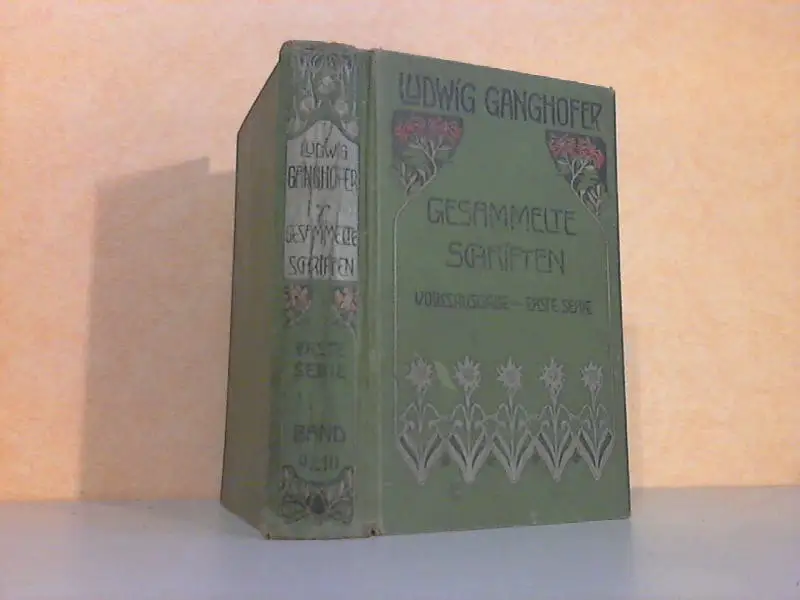 LUDWIG
GANGHOFER
GESAMMELTE
SCHRIFTEN
ERSTE
SERIE
BAND
LUDWIG GANGHOFER
GESAMMELTE
SCHRIFTEN
VOLKSAUSGABE – ERSTE SERIE